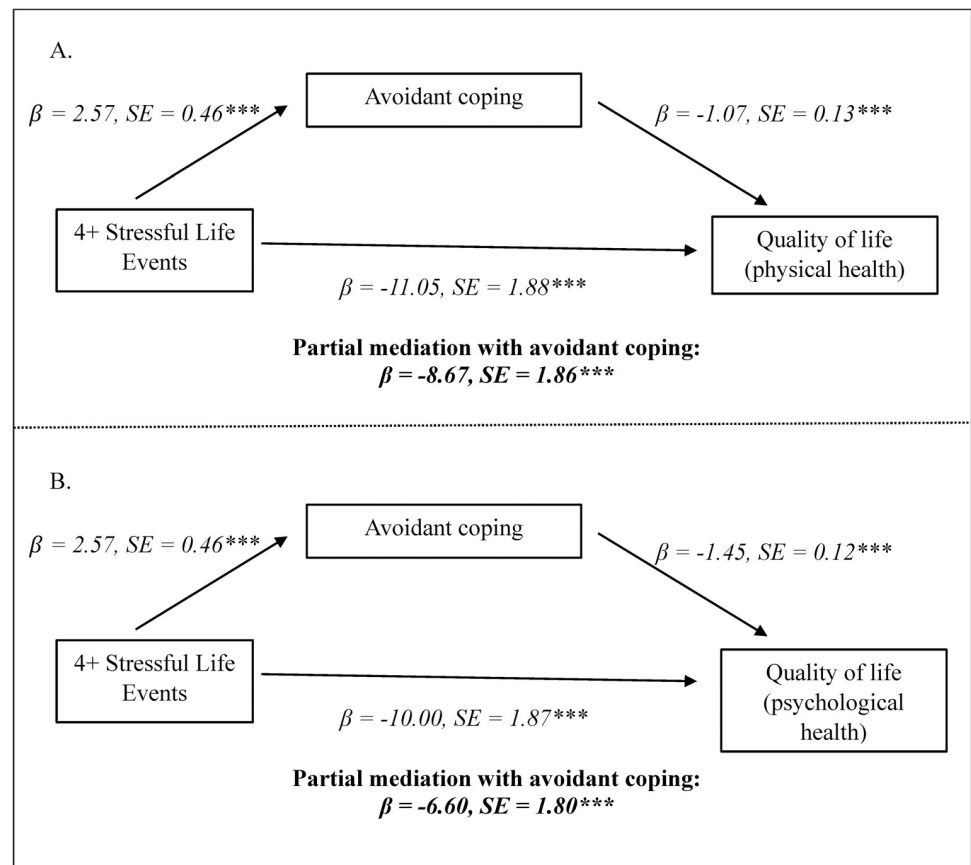 A.
Avoidant coping
β = 2.57, SE = 0.46***
β = -1.07, SE = 0.13***
4+ Stressful Life
Events
Quality of life
(physical health)
β = -11.05, SE = 1.88***
Partial mediation with avoidant coping:
β = -8.67, SE = 1.86***
B.
Avoidant coping
β = 2.57, SE = 0.46***
β = -1.45, SE = 0.12***
4+ Stressful Life
Events
Quality of life
(psychological
health)
β = -10.00, SE = 1.87***
Partial mediation with avoidant coping:
β = -6.60, SE = 1.80***